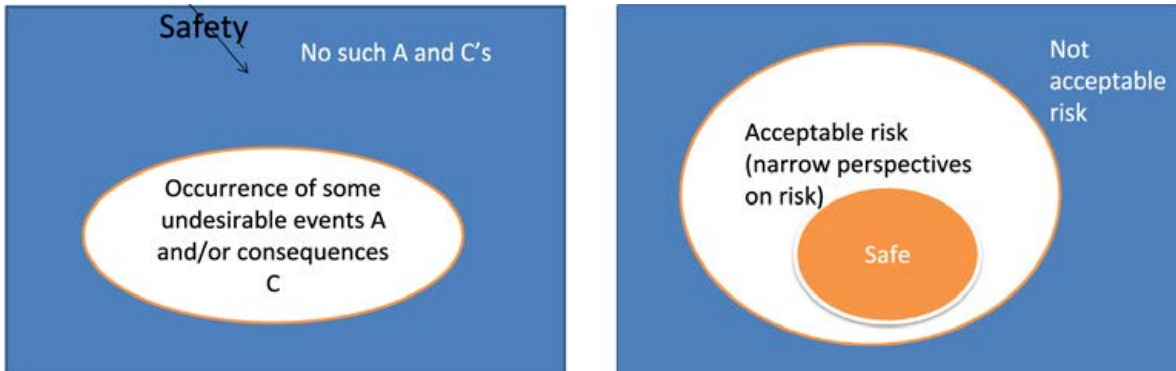 Safety
No such A and C's
Occurrence of some
undesirable events A
and/or consequences
C
Not
acceptable
risk
Acceptable risk
(narrow perspectives
on risk)
Safe